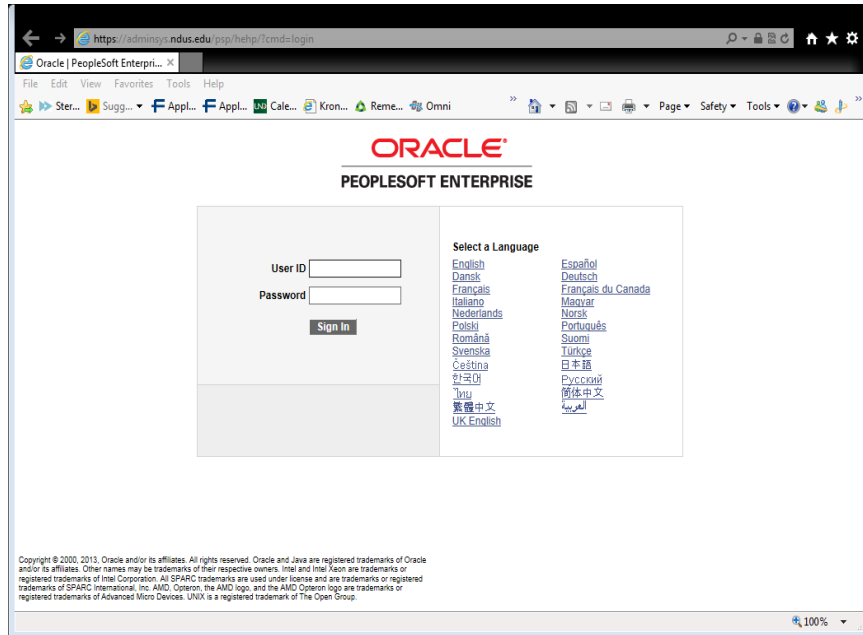 https://adminsys.ndus.edu/psp/hehp/?cmd=login
Oracle | PeopleSoft Enterpri...
File Edit View Favorites Tools Help
Ster... Sugg... Appl... Appl... Cale... Kron... Reme... Omni » Page Safety Tools »
ORACLE
PEOPLESOFT ENTERPRISE
Select a Language
User ID
Password
Sign In
English Español
Dansk Deutsch
Français Français du Canada
Italiano Magyar
Nederlands Norsk
Polski Português
Română Suomi
Svenska Türkçe
Čeština 日本語
한국어 Русский
ไทย 简体中文
繁體中文 العربية
UK English
Copyright © 2000, 2013, Oracle and/or its affiliates. All rights reserved. Oracle and Java are registered trademarks of Oracle
and/or its affiliates. Other names may be trademarks of their respective owners. Intel and Intel Xeon are trademarks or
registered trademarks of Intel Corporation. All SPARC trademarks are used under license and are trademarks or registered
trademarks of SPARC International, Inc. AMD, Opteron, the AMD logo, and the AMD Opteron logo are trademarks or
registered trademarks of Advanced Micro Devices. UNIX is a registered trademark of The Open Group.
100%